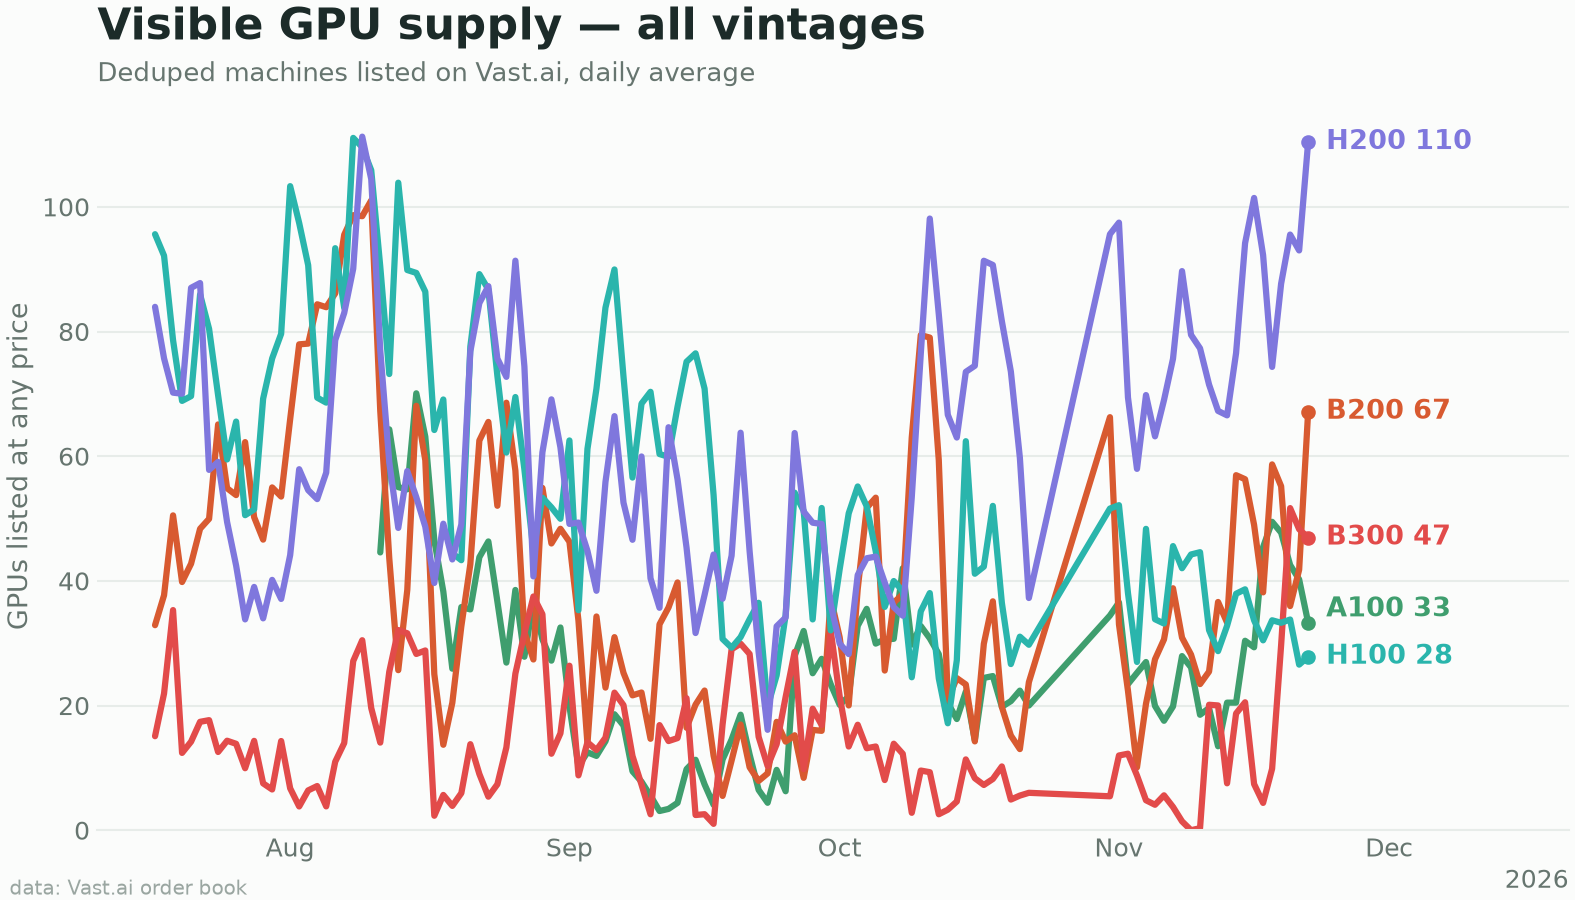 Visible GPU supply — all vintages
Deduped machines listed on Vast.ai, daily average
GPUs listed at any price
100
80
60
40
20
0
H200 110
B200 67
B300 47
A100 33
H100 28
Aug Sep Oct Nov Dec
2026
data: Vast.ai order book